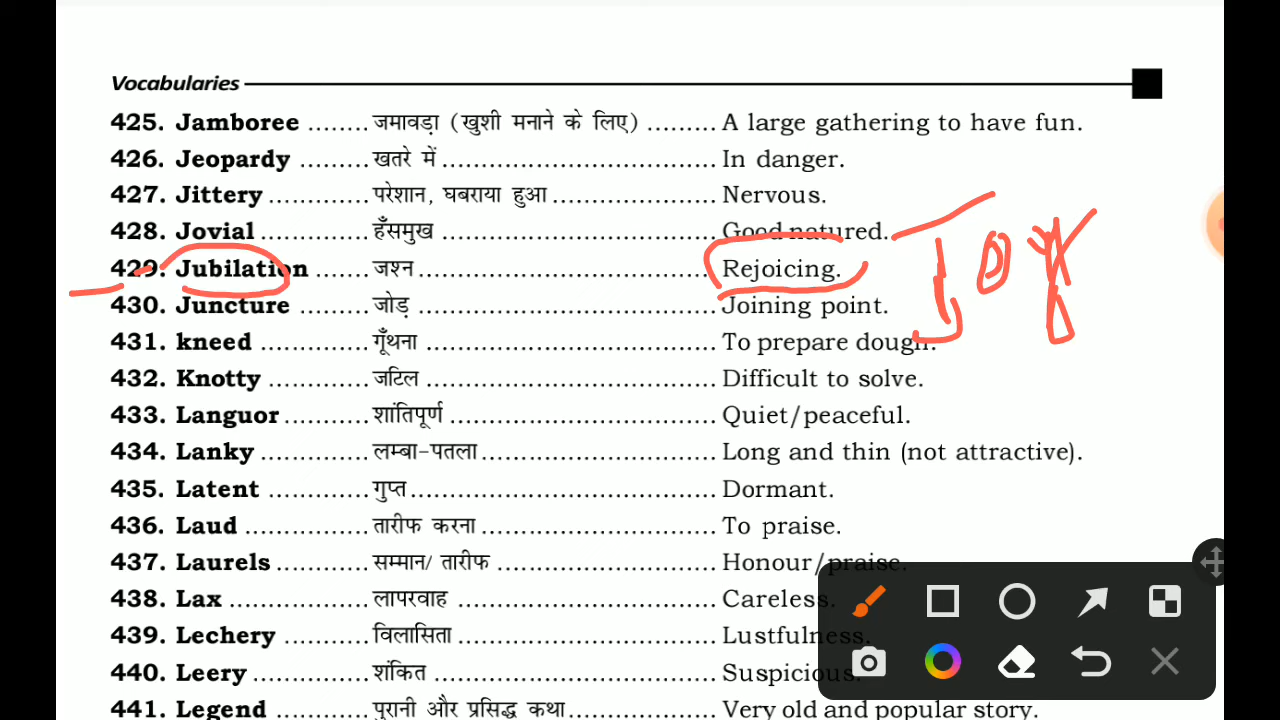 Vocabularies
425. Jamboree ........ जमावड़ा (खुशी मनाने के लिए) ......... A large gathering to have fun.
426. Jeopardy ......... खतरे में ................................... In danger.
427. Jittery ............. परेशान, घबराया हुआ ..................... Nervous.
428. Jovial .............. हँसमुख .................................... Good natured.
429. Jubilation ...... जश्न ....................................... Rejoicing. Joy
430. Juncture ......... जोड़ ...................................... Joining point.
431. kneed ............. गूँथना ..................................... To prepare dough.
432. Knotty ............ जटिल ..................................... Difficult to solve.
433. Languor ........... शांतिपूर्ण .................................. Quiet/peaceful.
434. Lanky ............. लम्बा-पतला .............................. Long and thin (not attractive).
435. Latent ............ गुप्त....................................... Dormant.
436. Laud ............... तारीफ करना .............................. To praise.
437. Laurels ............ सम्मान/ तारीफ ............................ Honour/praise.
438. Lax ................. लापरवाह ................................. Careless.
439. Lechery ........... विलासिता ................................. Lustfulness.
440. Leery .............. शंकित .................................... Suspicious.
441. Legend ............ पुरानी और प्रसिद्ध कथा................... Very old and popular story.